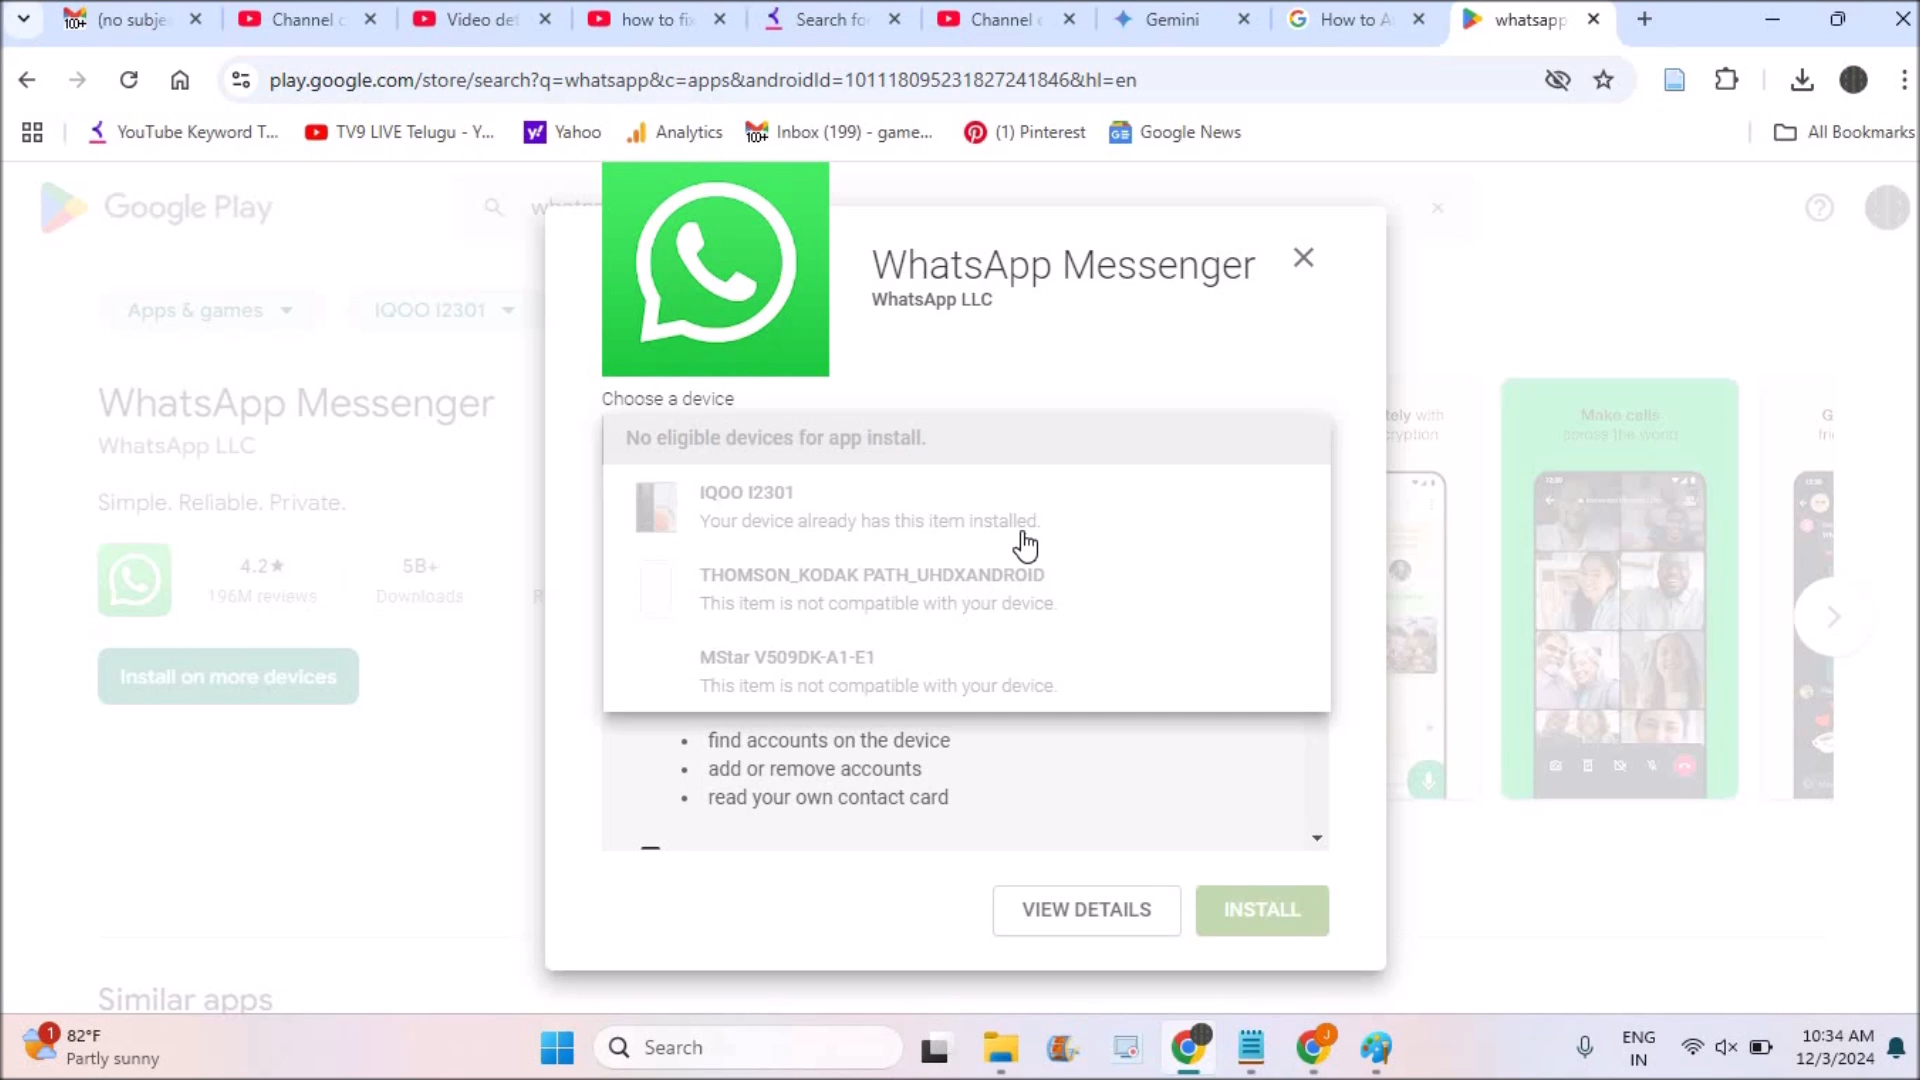 (no subje
Channel c
Video det
how to fix
Search fo
Channel c
Gemini
How to A
whatsapp
play.google.com/store/search?q=whatsapp&c=apps&androidId=101118095231827241846&hl=en
YouTube Keyword T...
TV9 LIVE Telugu - Y...
Yahoo
Analytics
Inbox (199) - game...
(1) Pinterest
Google News
All Bookmarks
Google Play
Apps & games
IQOO I2301
WhatsApp Messenger
WhatsApp LLC
Simple. Reliable. Private.
4.2★
196M reviews
5B+
Downloads
Install on more devices
Similar apps
WhatsApp Messenger
WhatsApp LLC
Choose a device
No eligible devices for app install.
IQOO I2301
Your device already has this item installed.
THOMSON_KODAK PATH_UHDXANDROID
This item is not compatible with your device.
MStar V509DK-A1-E1
This item is not compatible with your device.
• find accounts on the device
• add or remove accounts
• read your own contact card
VIEW DETAILS
INSTALL
Make calls
across the world
1
82°F
Partly sunny
Search
ENG
IN
10:34 AM
12/3/2024